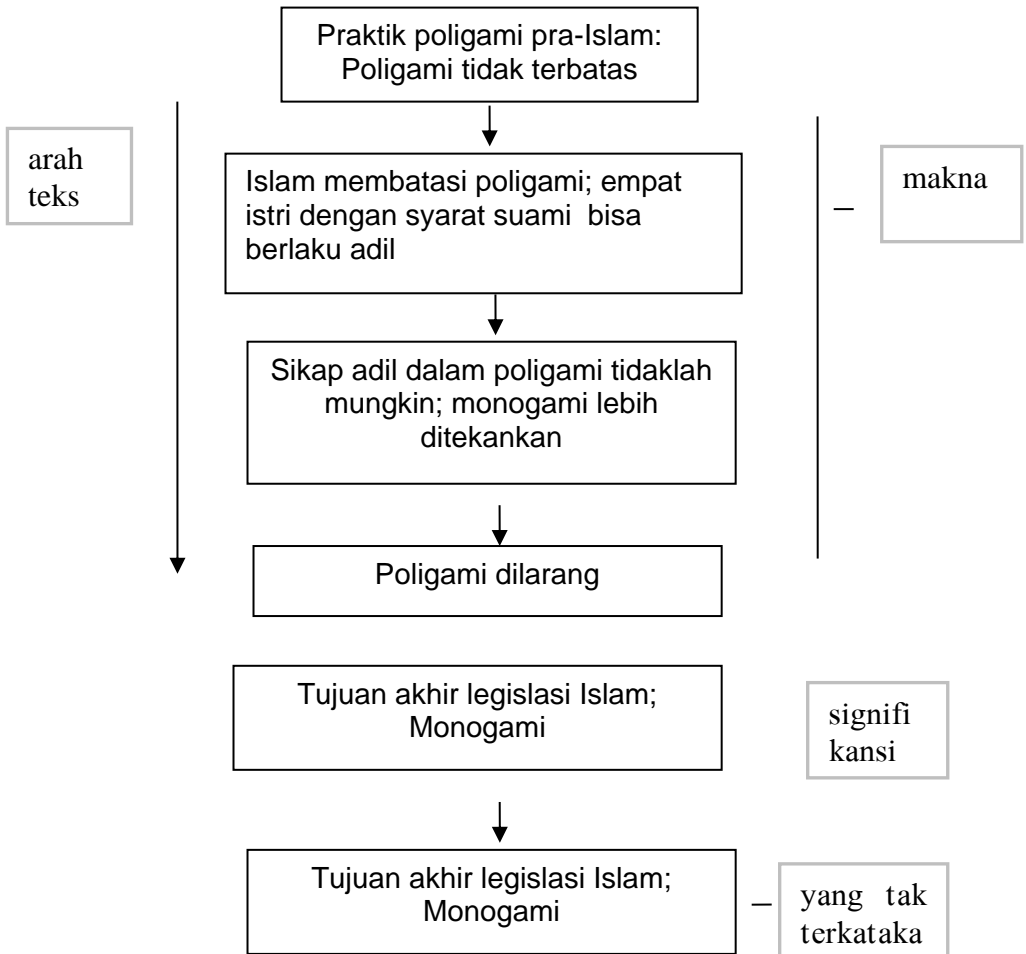 Praktik poligami pra-Islam:
Poligami tidak terbatas
arah
teks
Islam membatasi poligami; empat
istri dengan syarat suami bisa
berlaku adil
makna
Sikap adil dalam poligami tidaklah
mungkin; monogami lebih
ditekankan
Poligami dilarang
Tujuan akhir legislasi Islam;
Monogami
signifi
kansi
Tujuan akhir legislasi Islam;
Monogami
yang tak
terkataka